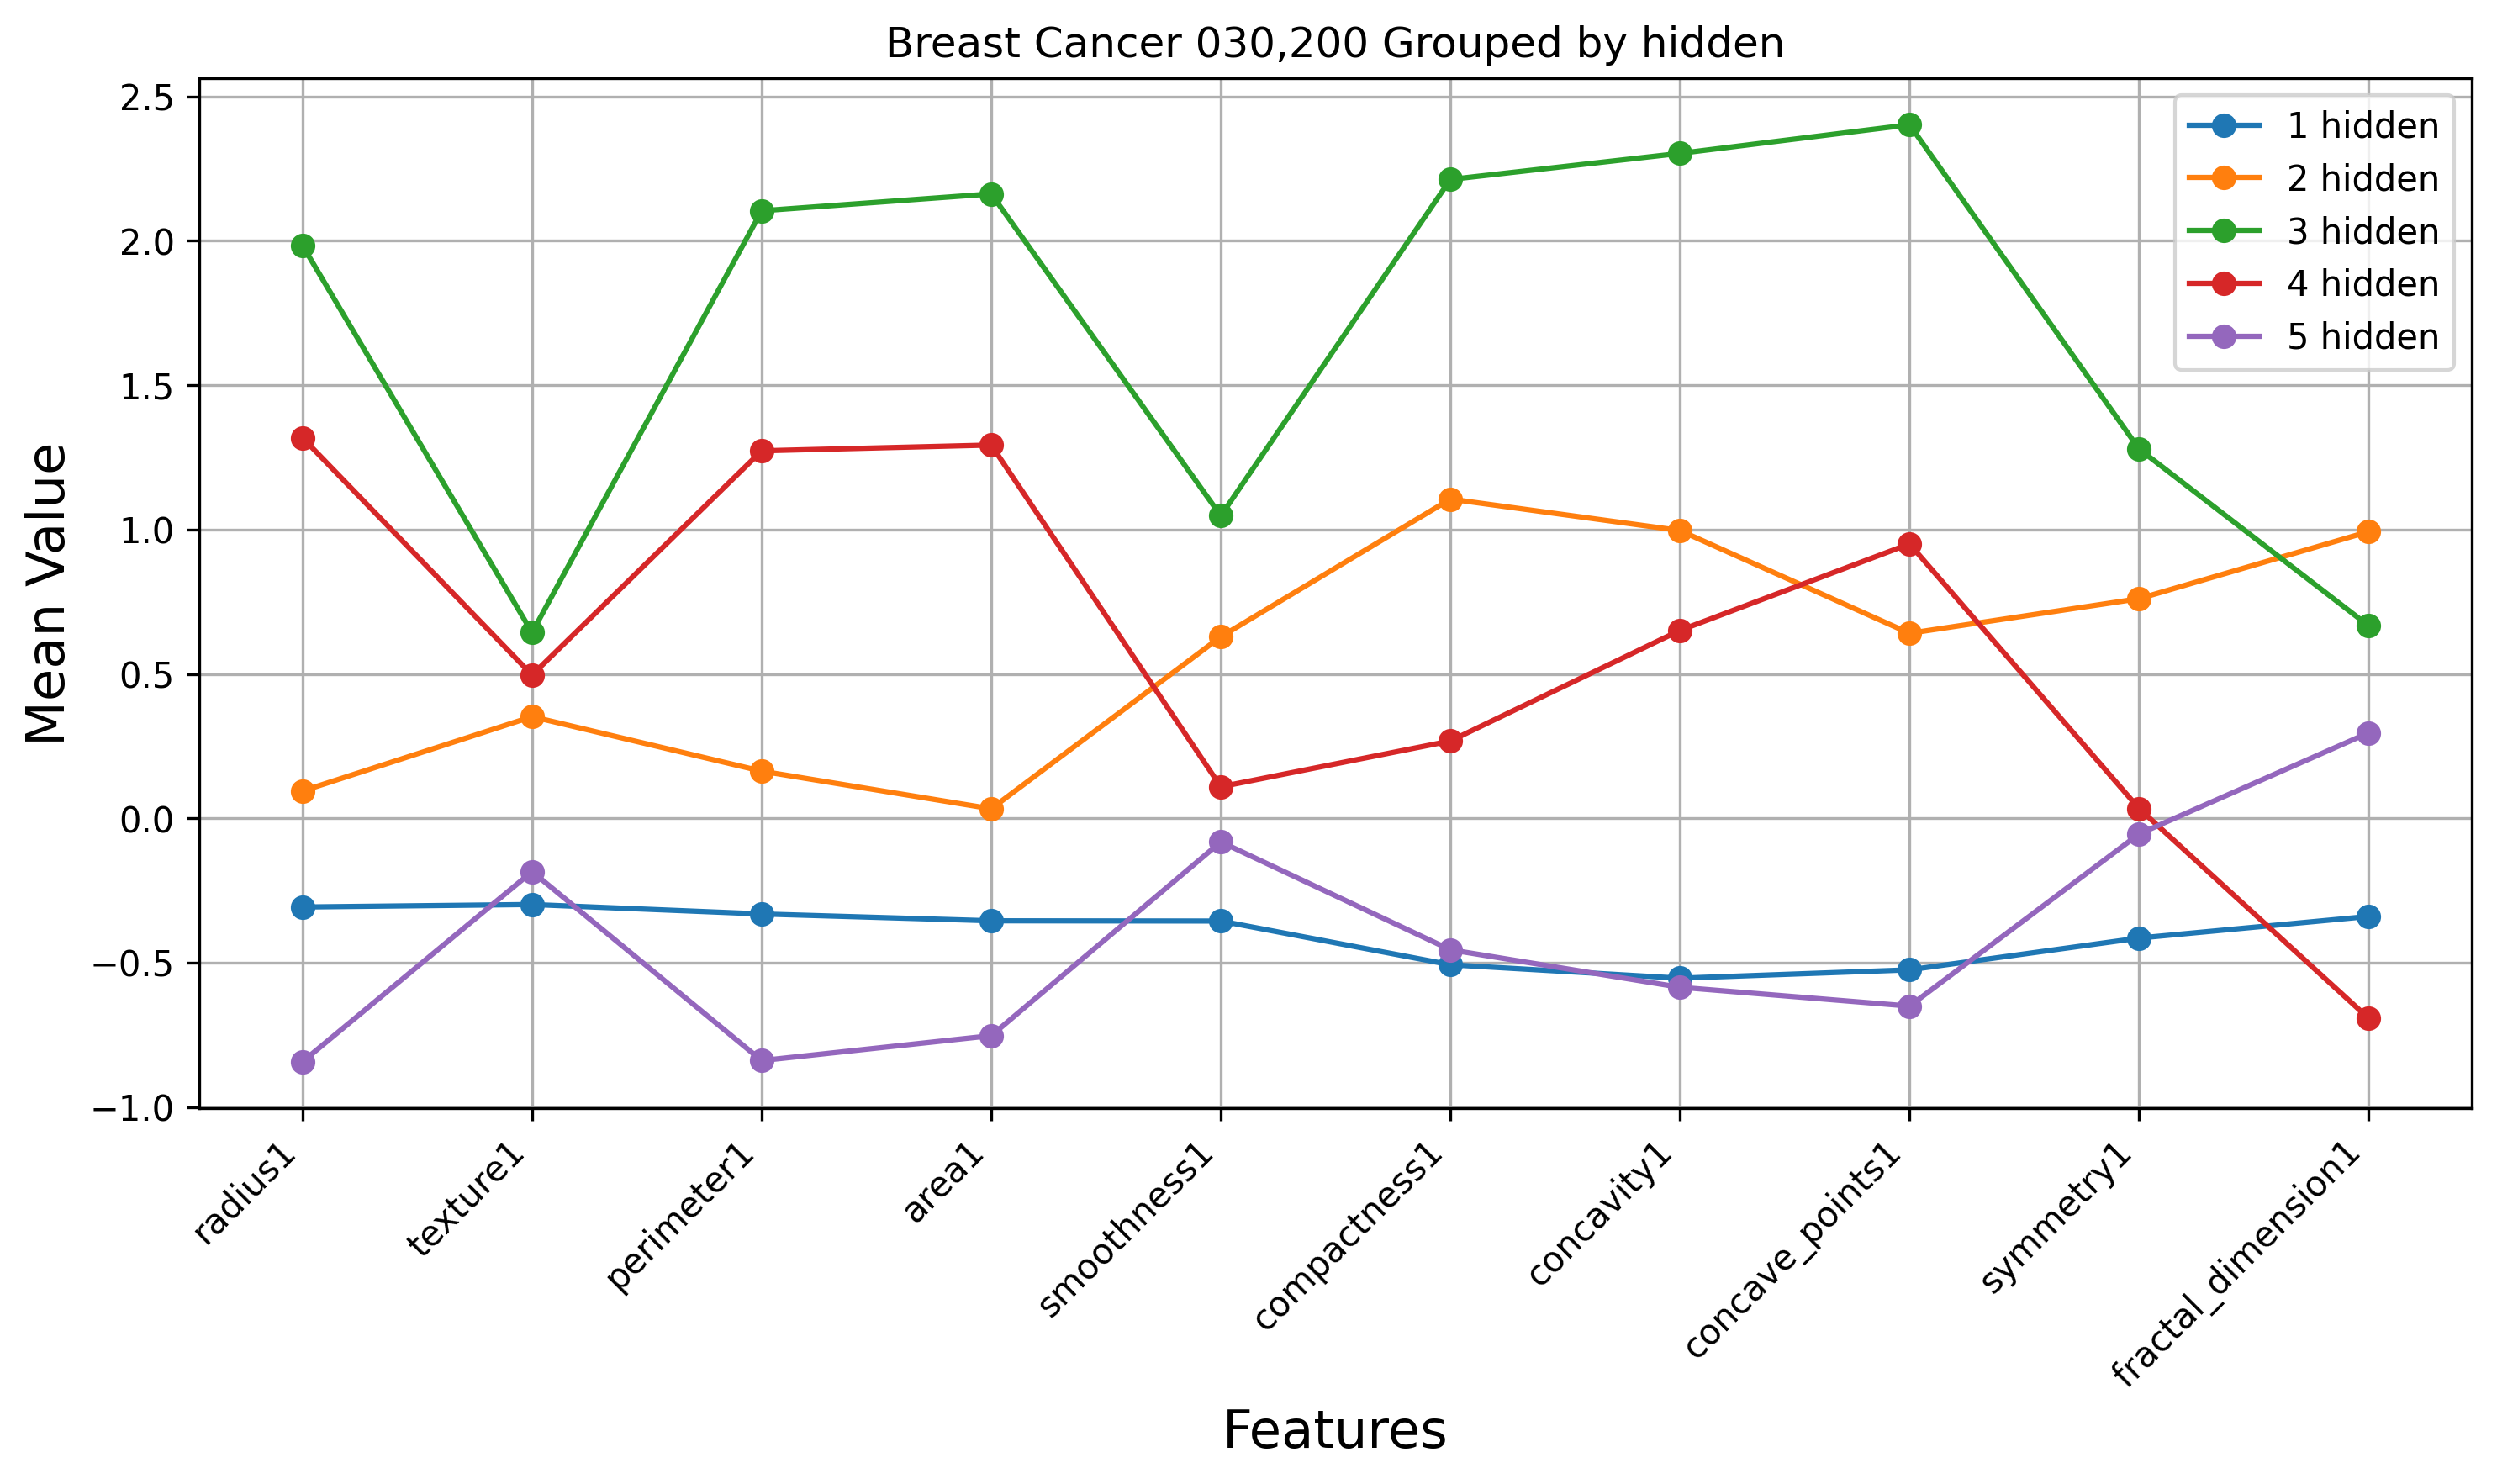 Breast Cancer 030,200 Grouped by hidden
2.5
2.0
1.5
1.0
0.5
0.0
−0.5
−1.0
Mean Value
1 hidden
2 hidden
3 hidden
4 hidden
5 hidden
radius1
texture1
perimeter1
area1
smoothness1
compactness1
concavity1
concave_points1
symmetry1
fractal_dimension1
Features